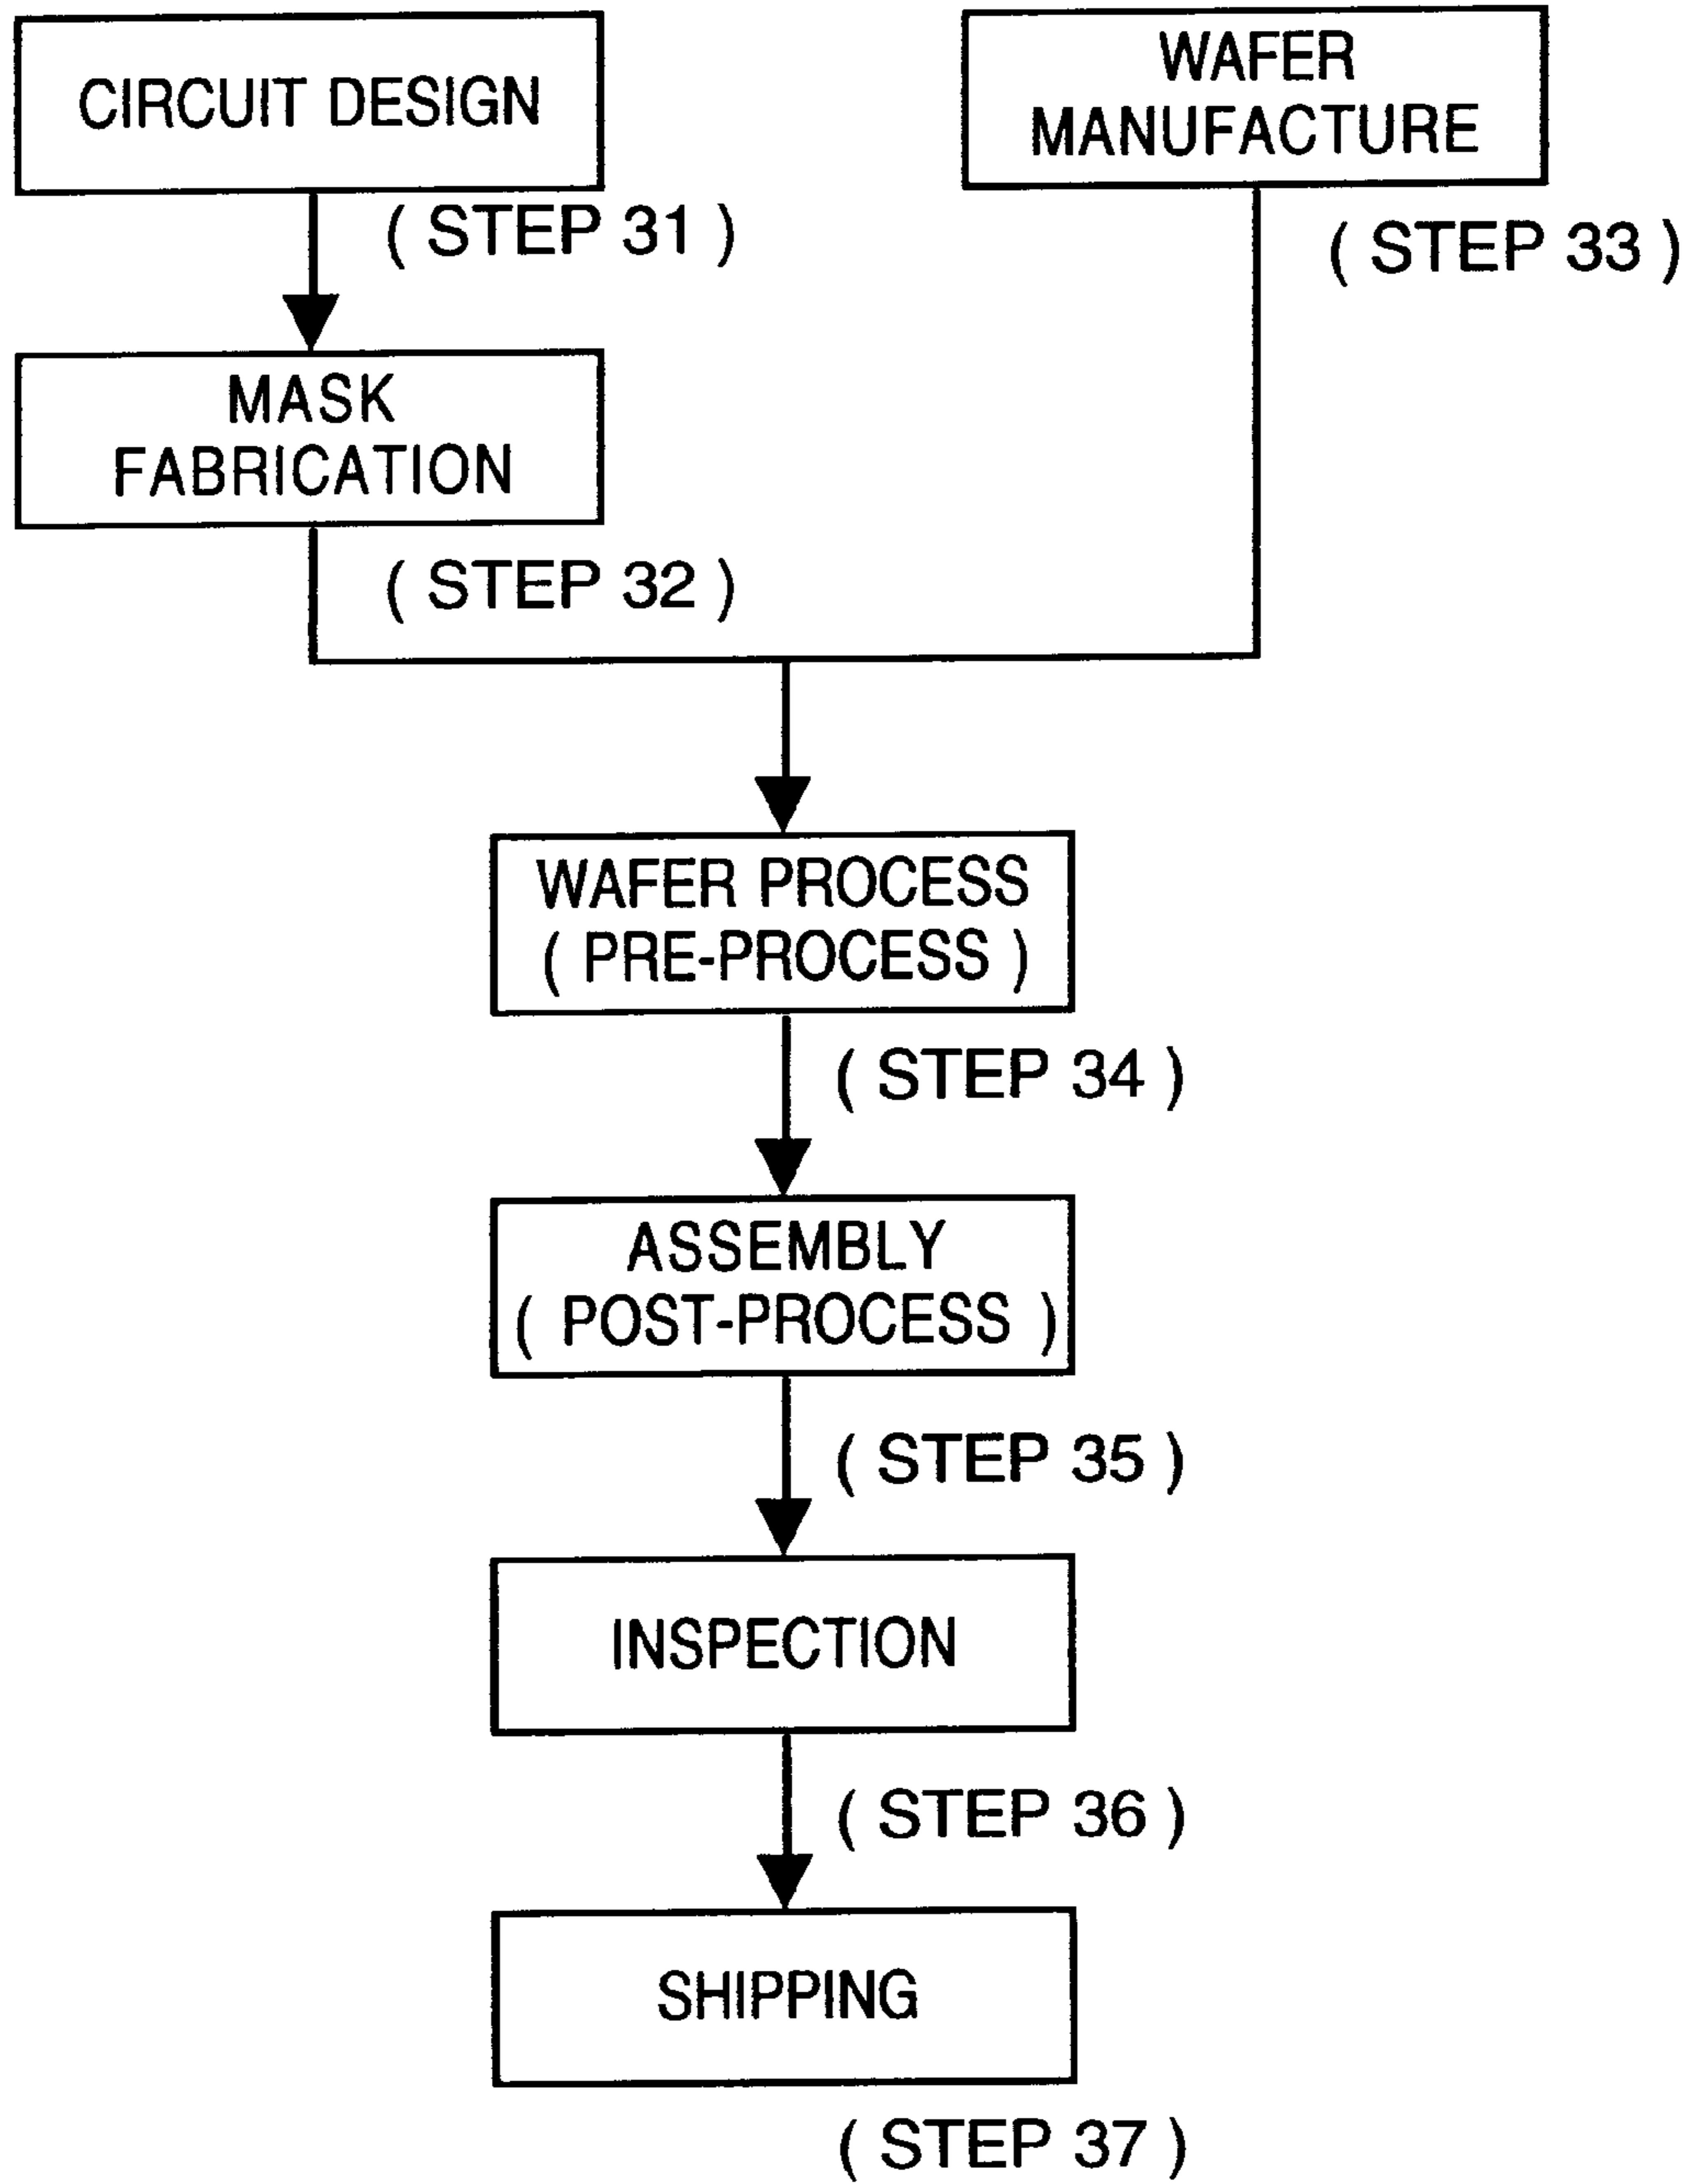 CIRCUIT DESIGN
( STEP 31 )
MASK
FABRICATION
( STEP 32 )
WAFER
MANUFACTURE
( STEP 33 )
WAFER PROCESS
( PRE-PROCESS )
( STEP 34 )
ASSEMBLY
( POST-PROCESS )
( STEP 35 )
INSPECTION
( STEP 36 )
SHIPPING
( STEP 37 )